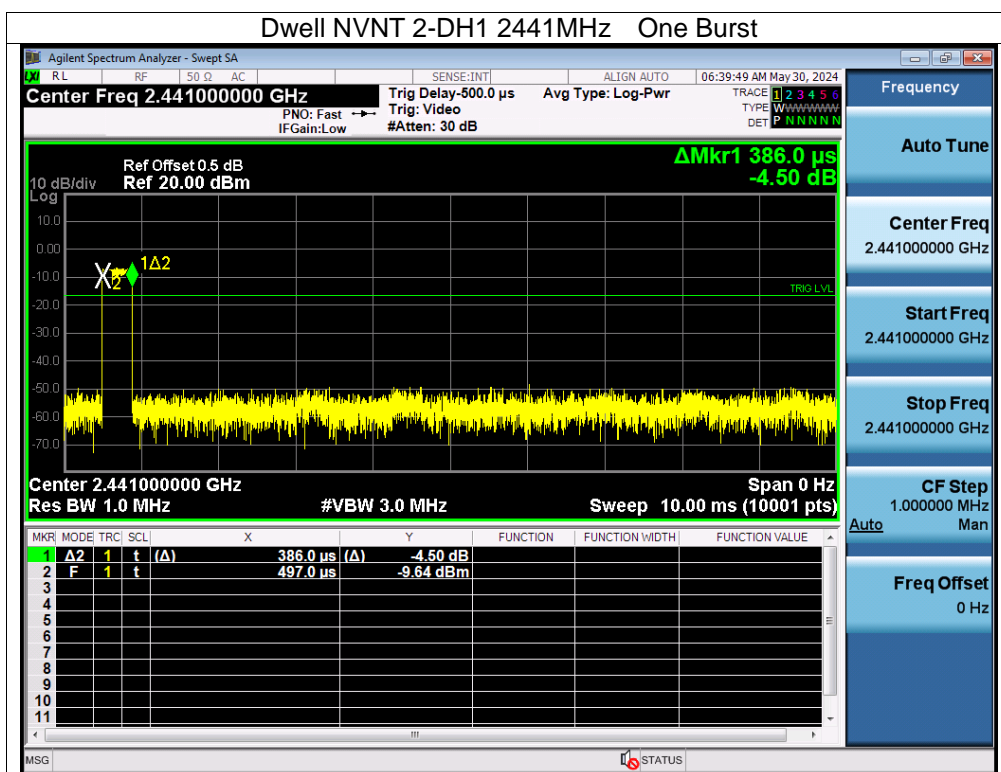 Dwell NVNT 2-DH1 2441MHz One Burst
Agilent Spectrum Analyzer - Swept SA
LXI RL RF 50 Ω AC SENSE:INT ALIGN AUTO 06:39:49 AM May 30, 2024
Center Freq 2.441000000 GHz Trig Delay-500.0 µs Avg Type: Log-Pwr TRACE 1 2 3 4 5 6
PNO: Fast Trig: Video TYPE WWWWWW
IFGain:Low #Atten: 30 dB DET P N N N N N
ΔMkr1 386.0 µs
-4.50 dB
Ref Offset 0.5 dB
10 dB/div Ref 20.00 dBm
Log
10.0
0.00
-10.0
-20.0
-30.0
-40.0
-50.0
-60.0
-70.0
1Δ2
X2
TRIG LVL
Center 2.441000000 GHz Span 0 Hz
Res BW 1.0 MHz #VBW 3.0 MHz Sweep 10.00 ms (10001 pts)
MKR MODE TRC SCL X Y FUNCTION FUNCTION WIDTH FUNCTION VALUE
1 Δ2 1 t (Δ) 386.0 µs (Δ) -4.50 dB
2 F 1 t 497.0 µs -9.64 dBm
3
4
5
6
7
8
9
10
11
MSG STATUS
Frequency
Auto Tune
Center Freq
2.441000000 GHz
Start Freq
2.441000000 GHz
Stop Freq
2.441000000 GHz
CF Step
1.000000 MHz
Auto Man
Freq Offset
0 Hz